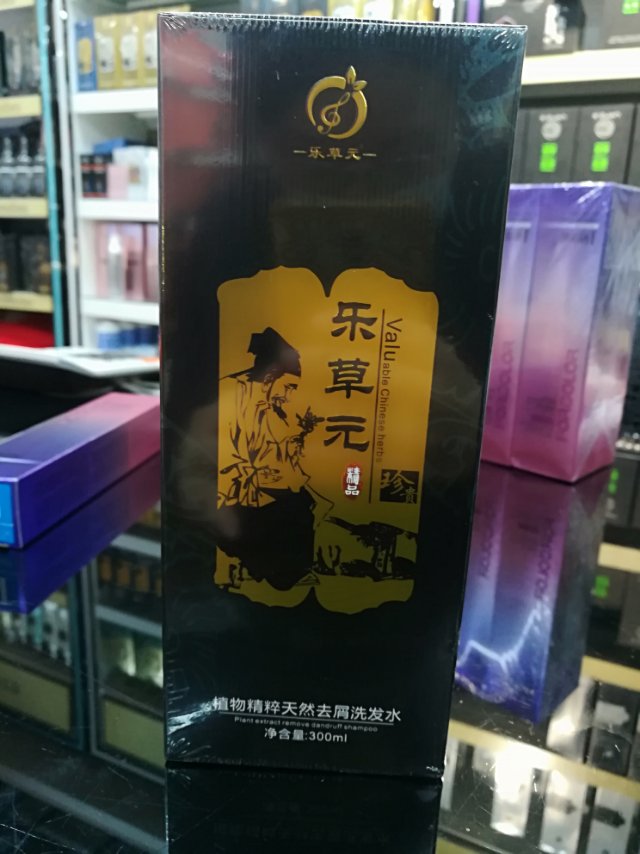 乐草元
乐草元
Valuable Chinese herbs
精品
珍贵
植物精粹天然去屑洗发水
Plant extract remove dandruff shampoo
净含量:300ml